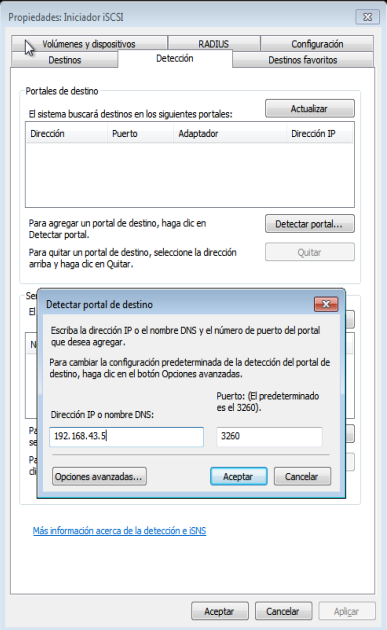 Propiedades: Iniciador iSCSI
Volúmenes y dispositivos RADIUS Configuración
Destinos Detección Destinos favoritos
Portales de destino
El sistema buscará destinos en los siguientes portales: Actualizar
Dirección Puerto Adaptador Dirección IP
Para agregar un portal de destino, haga clic en
Detectar portal.
Detectar portal...
Para quitar un portal de destino, seleccione la dirección
arriba y haga clic en Quitar.
Quitar
Detectar portal de destino
Escriba la dirección IP o el nombre DNS y el número de puerto del portal
que desea agregar.
Para cambiar la configuración predeterminada de la detección del portal de
destino, haga clic en el botón Opciones avanzadas.
Puerto: (El predeterminado
es el 3260).
Dirección IP o nombre DNS:
192.168.43.5 3260
Opciones avanzadas... Aceptar Cancelar
Más información acerca de la detección e iSNS
Aceptar Cancelar Aplicar